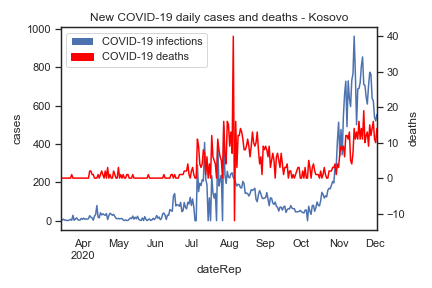 New COVID-19 daily cases and deaths - Kosovo
COVID-19 infections
COVID-19 deaths
1000
800
600
400
200
0
cases
40
30
20
10
0
−10
deaths
Apr May Jun Jul Aug Sep Oct Nov Dec
2020
dateRep